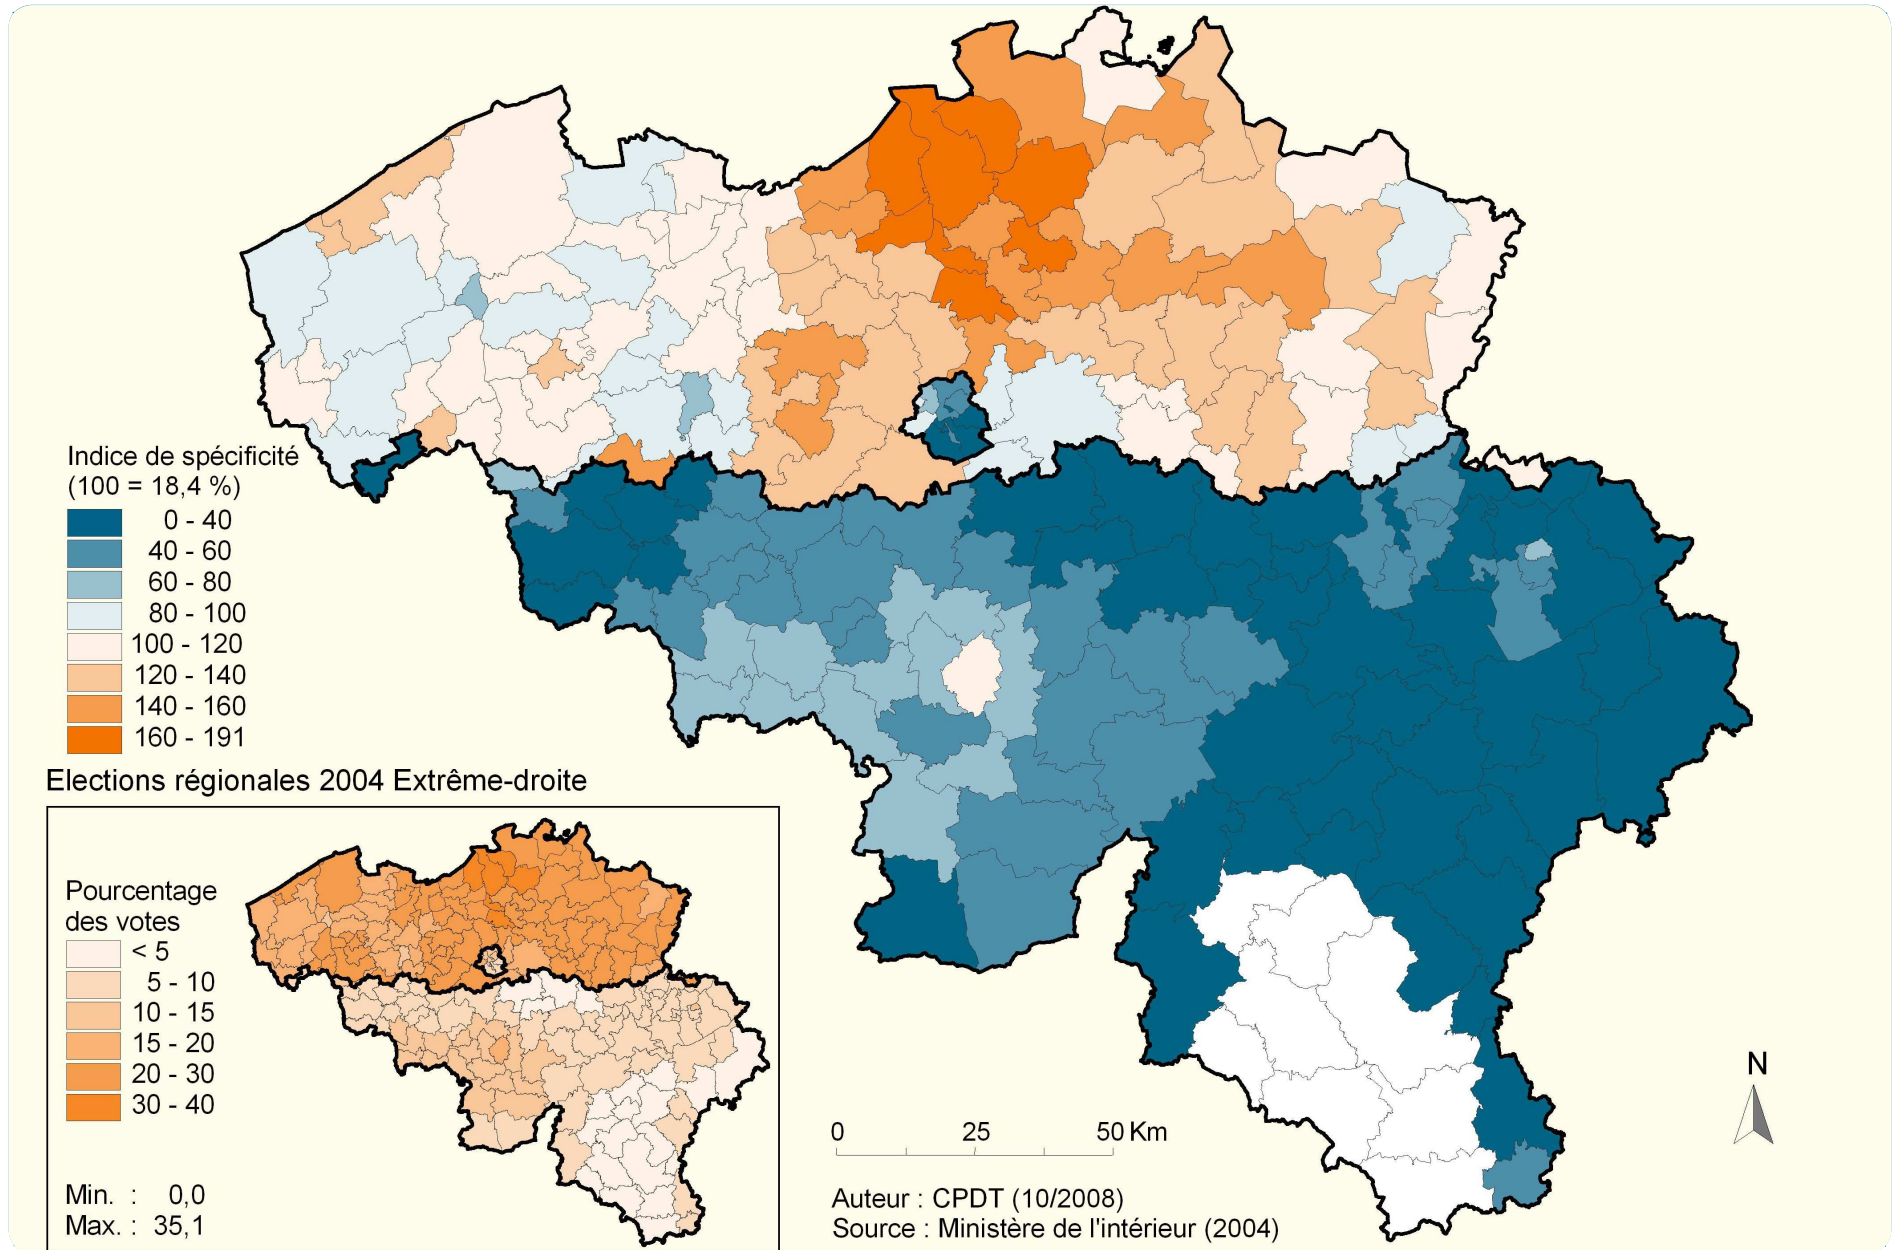 Indice de spécificité
(100 = 18,4 %)
0 - 40
40 - 60
60 - 80
80 - 100
100 - 120
120 - 140
140 - 160
160 - 191
Elections régionales 2004 Extrême-droite
Pourcentage
des votes
< 5
5 - 10
10 - 15
15 - 20
20 - 30
30 - 40
Min. : 0,0
Max. : 35,1
0 25 50 Km
Auteur : CPDT (10/2008)
Source : Ministère de l'intérieur (2004)
N